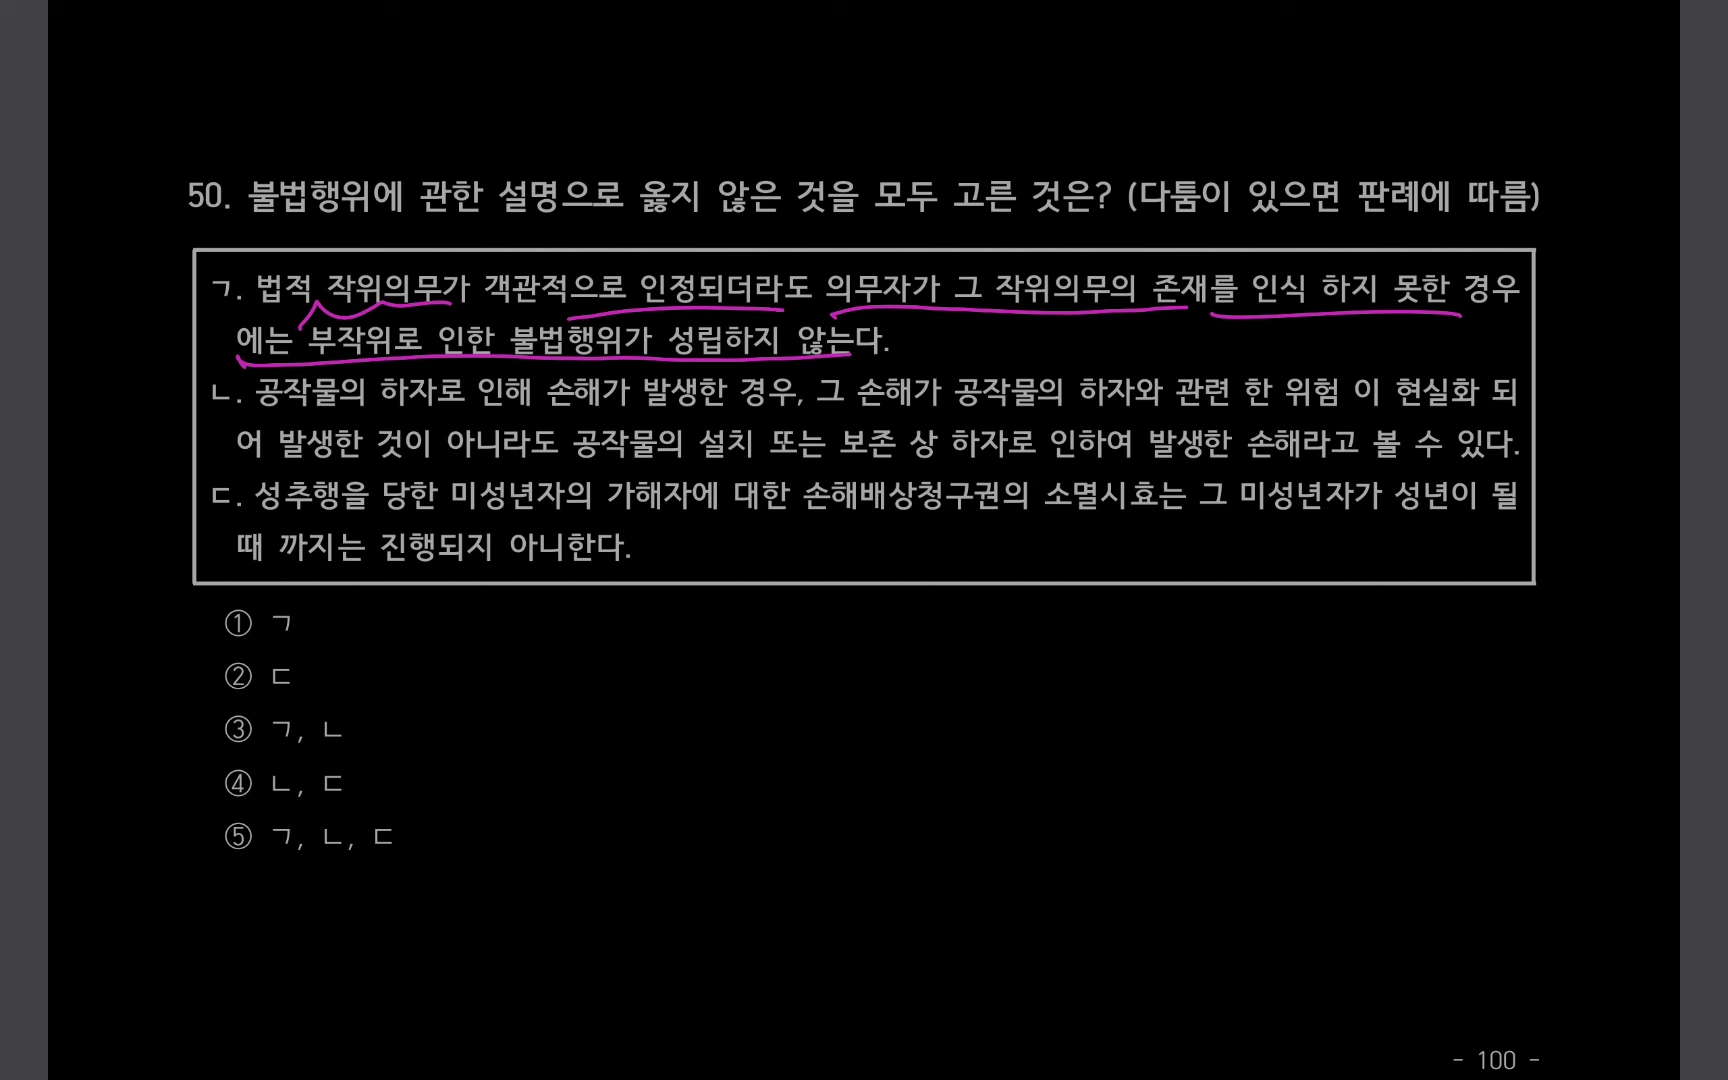 50. 불법행위에 관한 설명으로 옳지 않은 것을 모두 고른 것은? (다툼이 있으면 판례에 따름)
ㄱ. 법적 작위의무가 객관적으로 인정되더라도 의무자가 그 작위의무의 존재를 인식 하지 못한 경우
에는 부작위로 인한 불법행위가 성립하지 않는다.
ㄴ. 공작물의 하자로 인해 손해가 발생한 경우, 그 손해가 공작물의 하자와 관련 한 위험 이 현실화 되
어 발생한 것이 아니라도 공작물의 설치 또는 보존 상 하자로 인하여 발생한 손해라고 볼 수 있다.
ㄷ. 성추행을 당한 미성년자의 가해자에 대한 손해배상청구권의 소멸시효는 그 미성년자가 성년이 될
때 까지는 진행되지 아니한다.
① ㄱ
② ㄷ
③ ㄱ, ㄴ
④ ㄴ, ㄷ
⑤ ㄱ, ㄴ, ㄷ
- 100 -